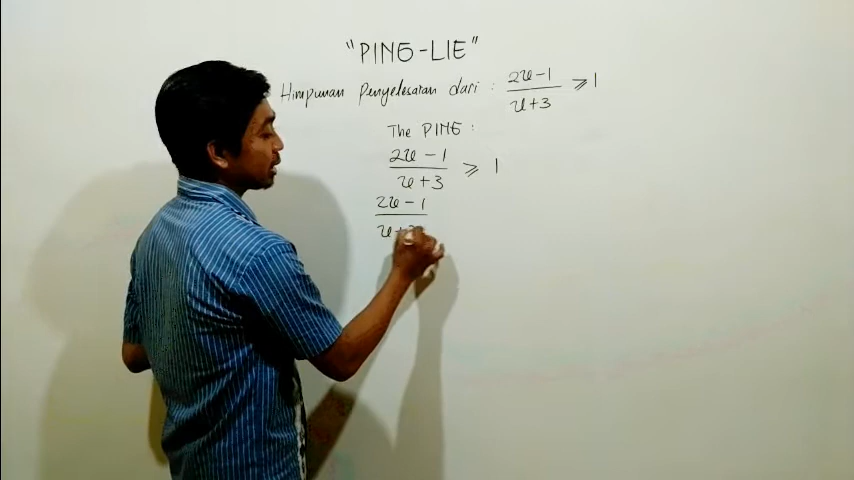 "PING-LIE"
Himpunan Penyelesaian dari : (2x-1)/(x+3) ≥ 1
The PING :
(2x-1)/(x+3) ≥ 1
2x-1